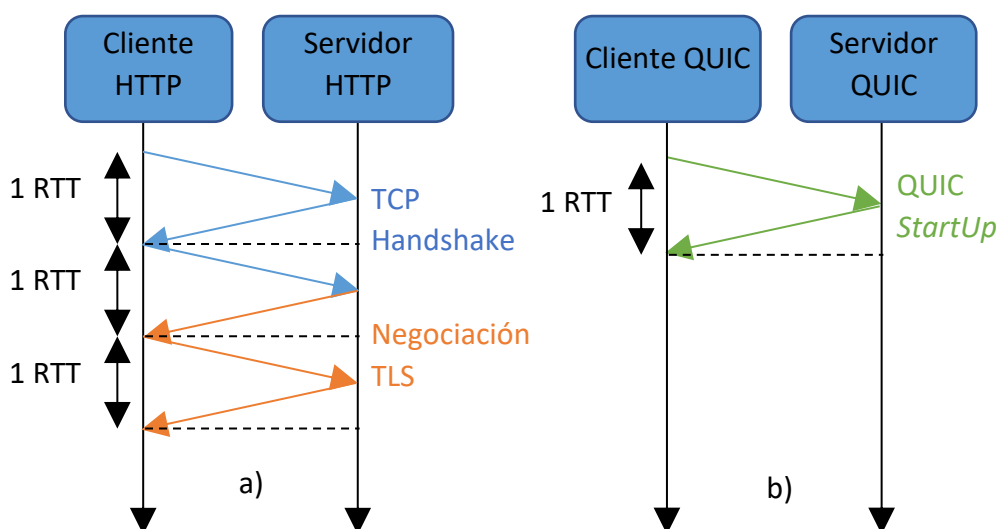 Cliente
HTTP
Servidor
HTTP
1 RTT
TCP
Handshake
1 RTT
Negociación
1 RTT
TLS
a)
Cliente QUIC
Servidor
QUIC
1 RTT
QUIC
StartUp
b)